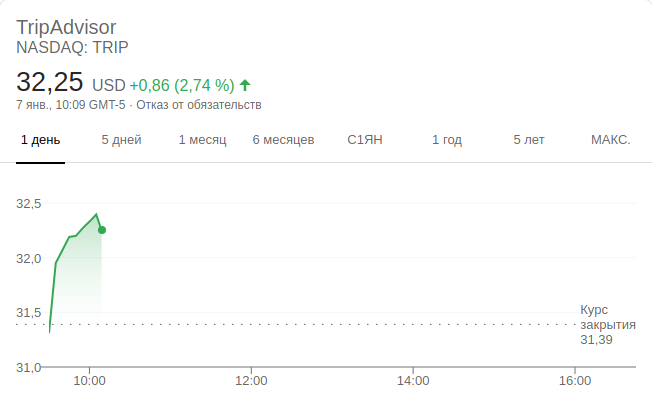 TripAdvisor
NASDAQ: TRIP
32,25 USD +0,86 (2,74 %)
7 янв., 10:09 GMT-5 · Отказ от обязательств
1 день 5 дней 1 месяц 6 месяцев С1ЯН 1 год 5 лет МАКС.
32,5
32,0
31,5
31,0
Курс
закрытия
31,39
10:00 12:00 14:00 16:00